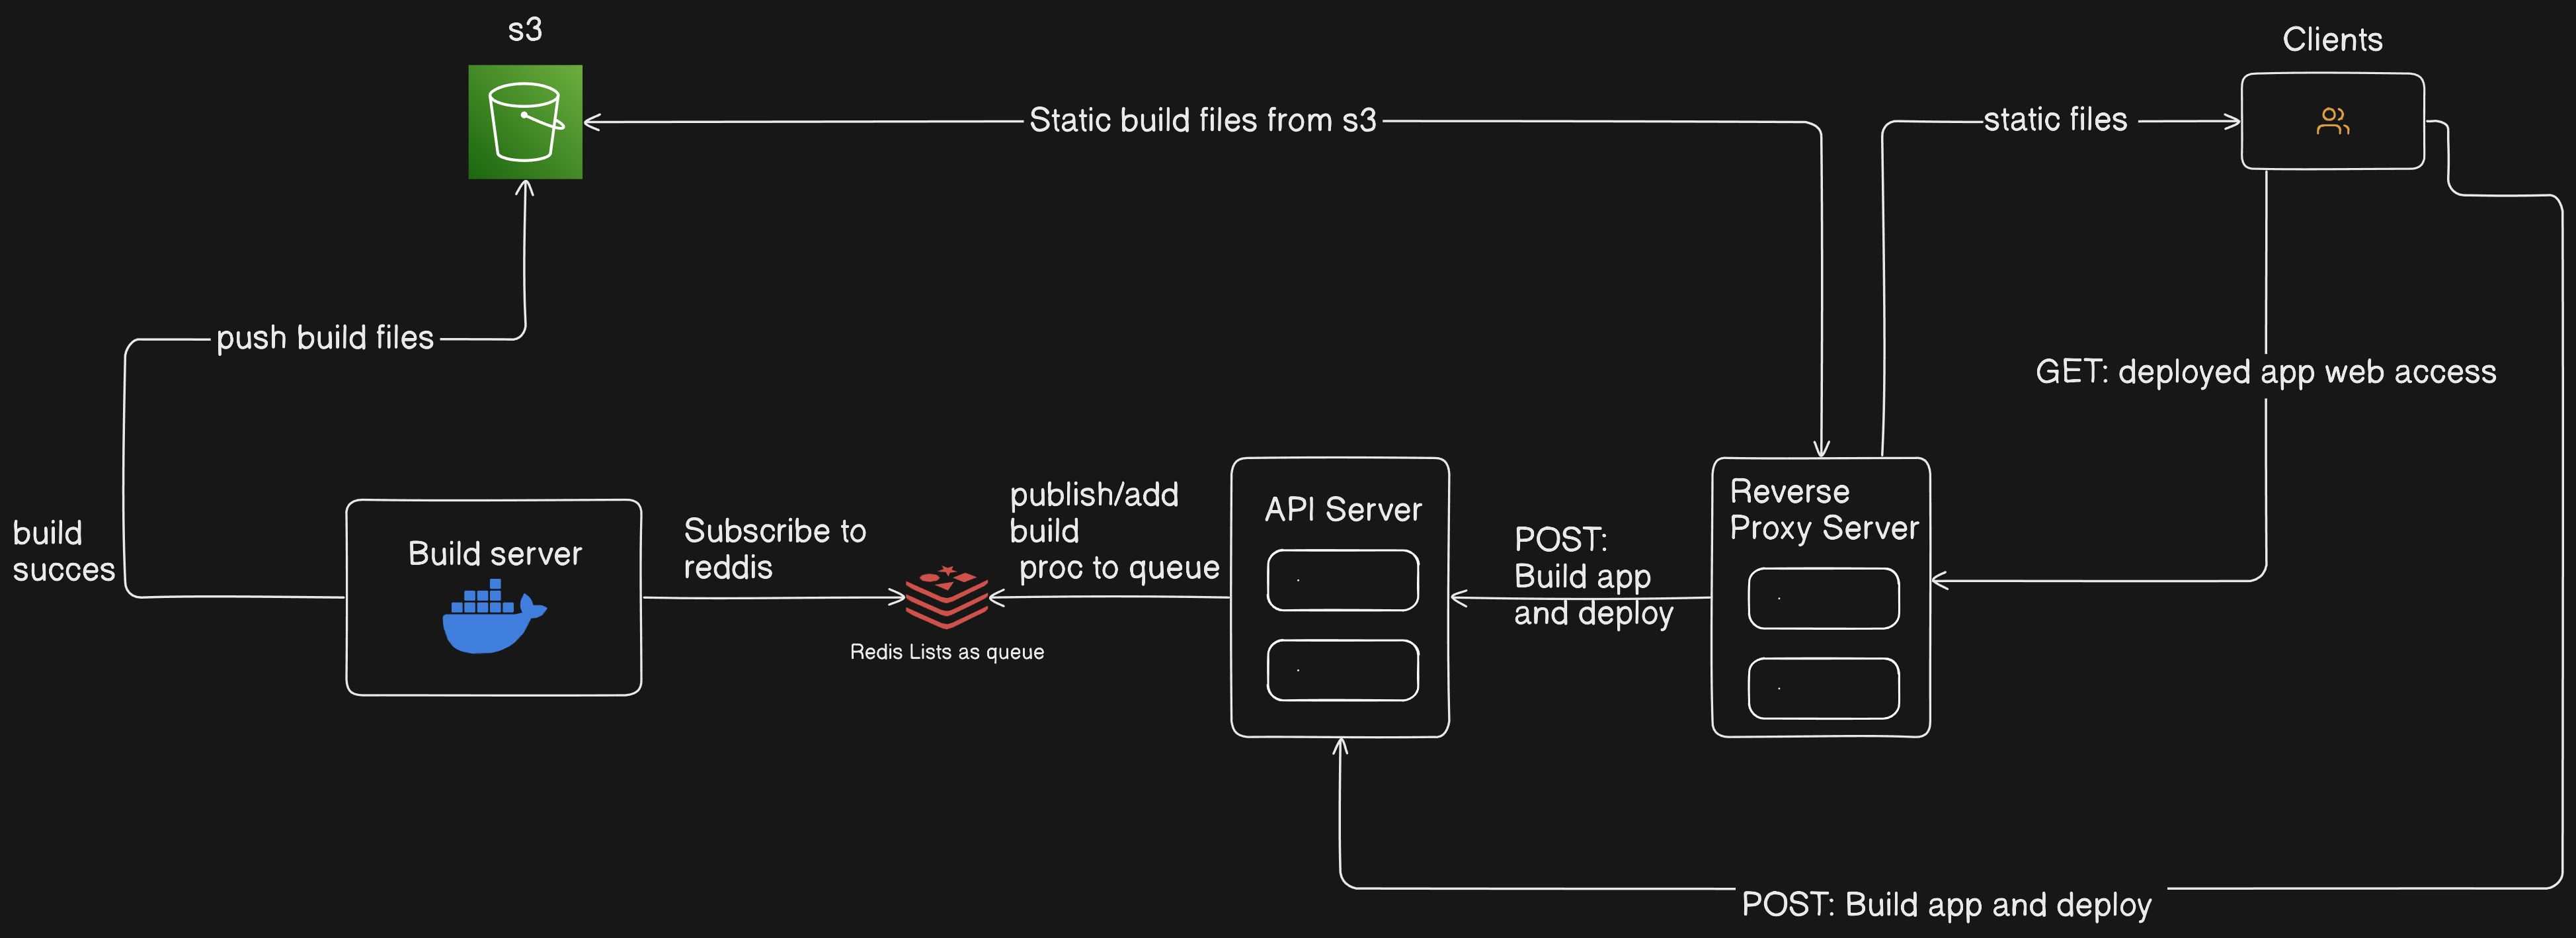 s3
Clients
Static build files from s3
static files
push build files
GET: deployed app web access
build
succes
Build server
Subscribe to
reddis
Redis Lists as queue
publish/add
build
proc to queue
API Server
POST:
Build app
and deploy
Reverse
Proxy Server
POST: Build app and deploy